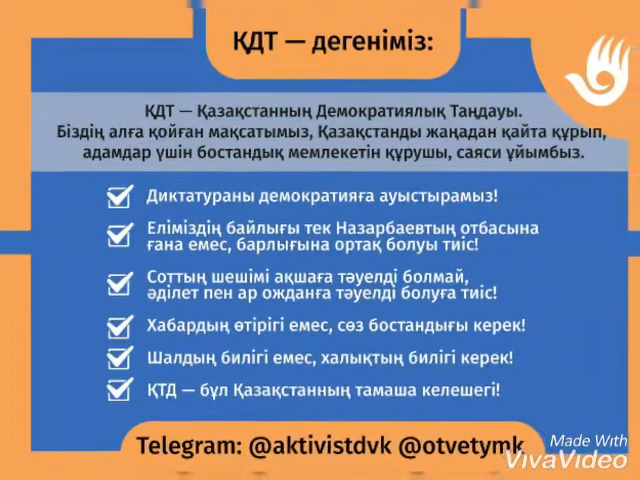 ҚДТ — дегеніміз:
ҚДТ — Қазақстанның Демократиялық Таңдауы.
Біздің алға қойған мақсатымыз, Қазақстанды жаңадан қайта құрып,
адамдар үшін бостандық мемлекетін құрушы, саяси ұйымбыз.
Диктатураны демократияға ауыстырамыз!
Еліміздің байлығы тек Назарбаевтың отбасына
ғана емес, барлығына ортақ болуы тиіс!
Соттың шешімі ақшаға тәуелді болмай,
әділет пен ар ожданға тәуелді болуға тиіс!
Хабардың өтірігі емес, сөз бостандығы керек!
Шалдың билігі емес, халықтың билігі керек!
ҚТД — бұл Қазақстанның тамаша келешегі!
Telegram: @aktivistdvk @otvetymk
Made With
VivaVideo